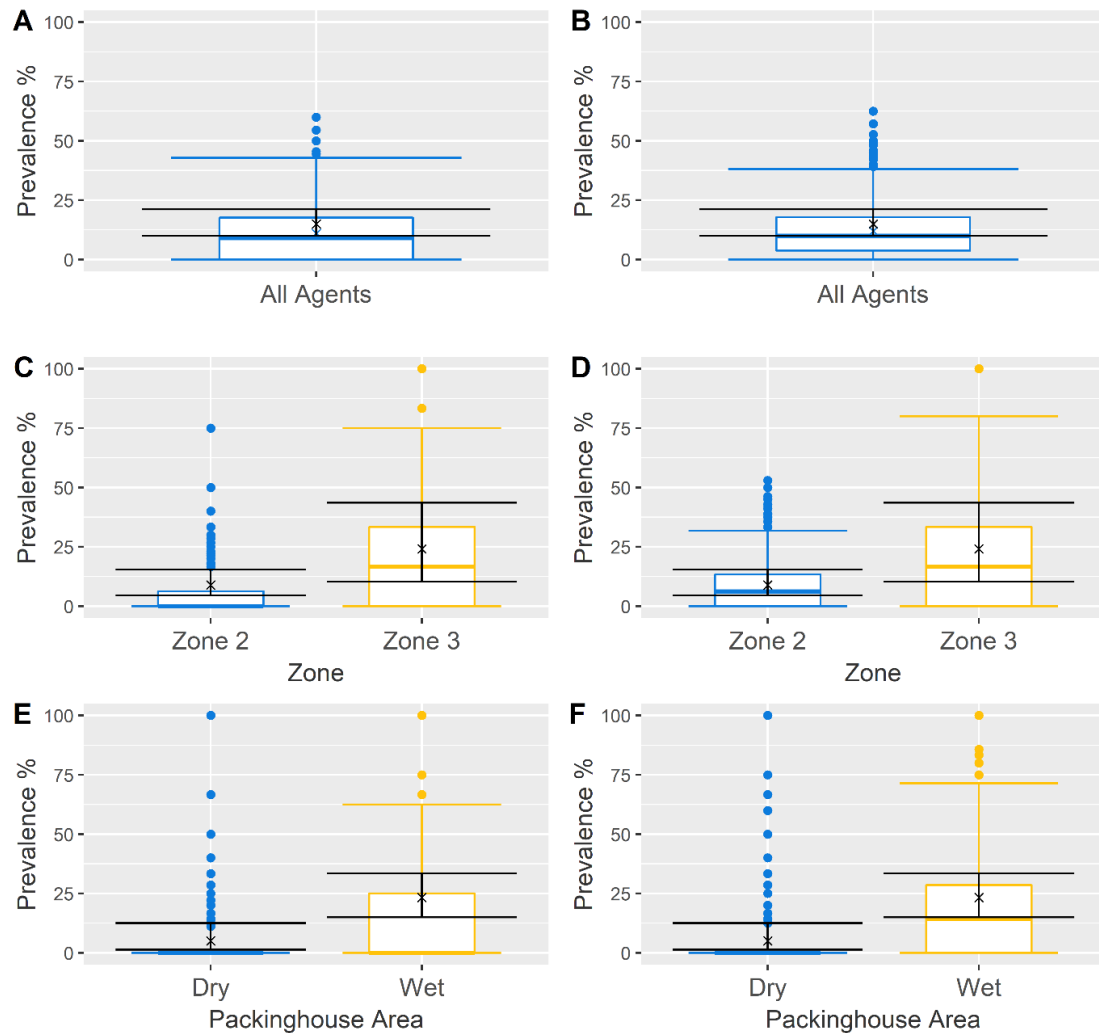 A
Prevalence %
100
75
50
25
0
All Agents
B
Prevalence %
100
75
50
25
0
All Agents
C
Prevalence %
100
75
50
25
0
Zone 2 Zone 3
Zone
D
Prevalence %
100
75
50
25
0
Zone 2 Zone 3
Zone
E
Prevalence %
100
75
50
25
0
Dry Wet
Packinghouse Area
F
Prevalence %
100
75
50
25
0
Dry Wet
Packinghouse Area